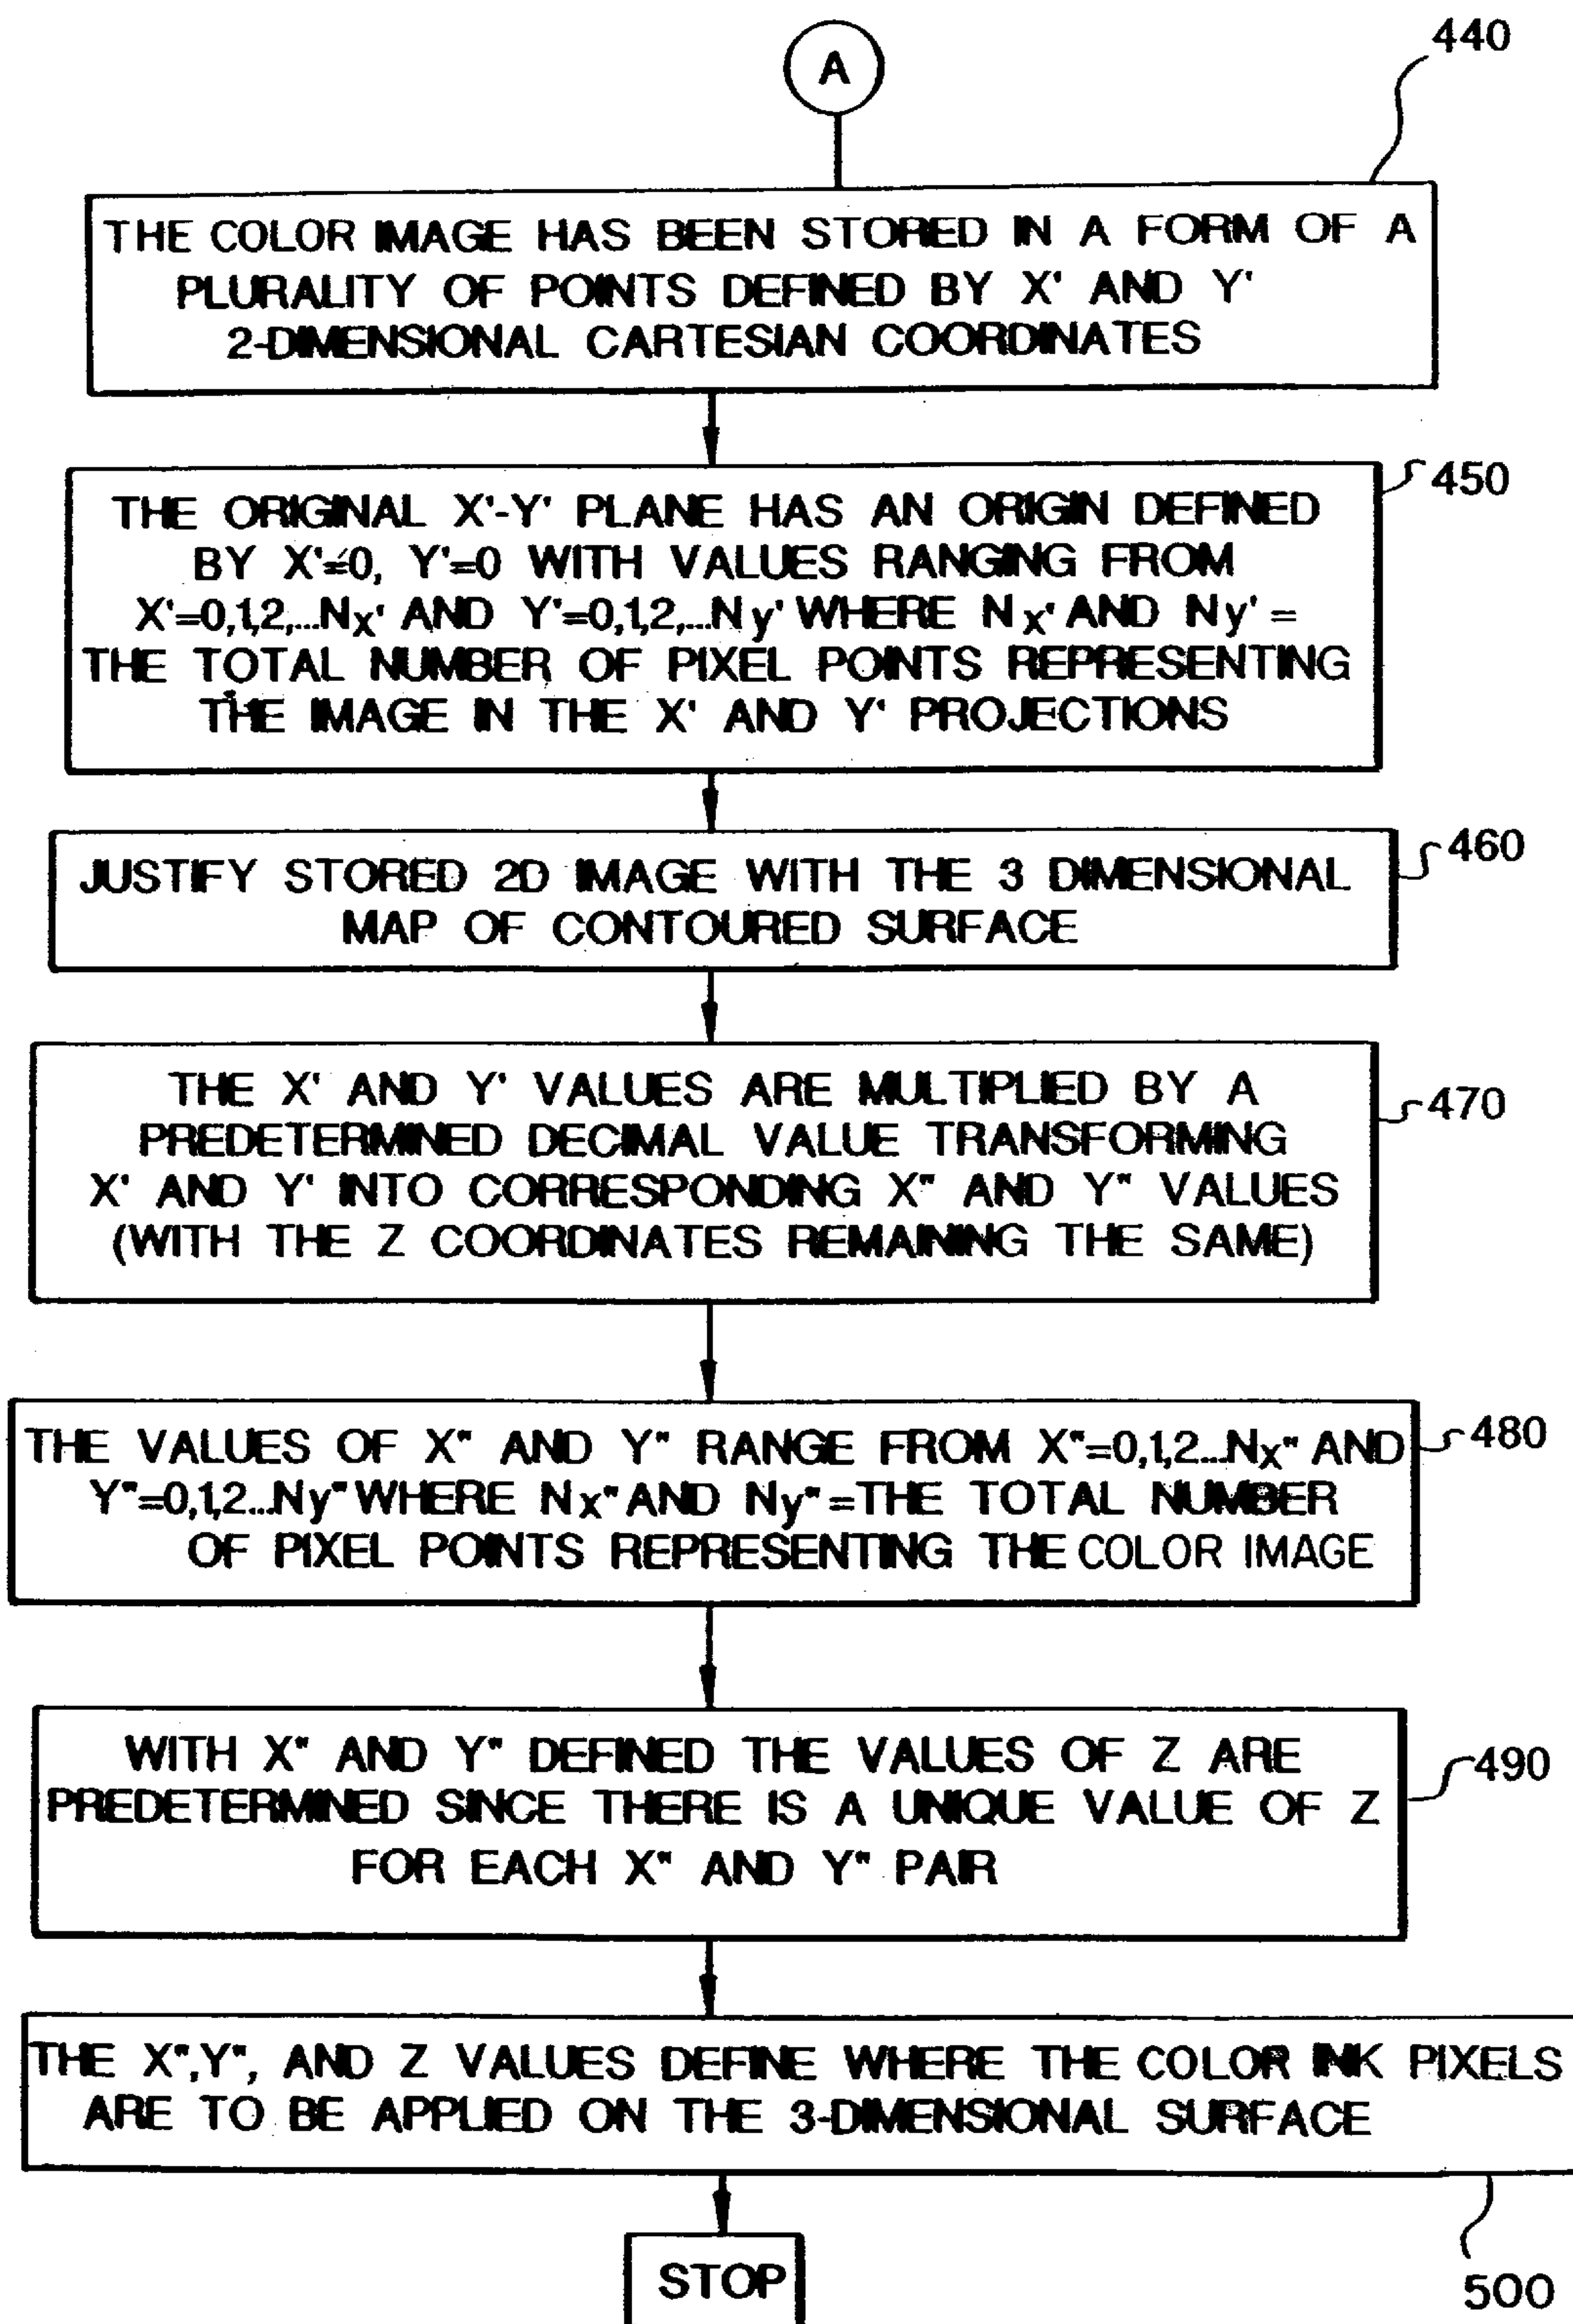 A
440
THE COLOR IMAGE HAS BEEN STORED IN A FORM OF A
PLURALITY OF POINTS DEFINED BY X' AND Y'
2-DIMENSIONAL CARTESIAN COORDINATES
450
THE ORIGINAL X'-Y' PLANE HAS AN ORIGIN DEFINED
BY X'=0, Y'=0 WITH VALUES RANGING FROM
X'=0,1,2,...Nx' AND Y'=0,1,2,...Ny' WHERE Nx' AND Ny' =
THE TOTAL NUMBER OF PIXEL POINTS REPRESENTING
THE IMAGE IN THE X' AND Y' PROJECTIONS
460
JUSTIFY STORED 2D IMAGE WITH THE 3 DIMENSIONAL
MAP OF CONTOURED SURFACE
470
THE X' AND Y' VALUES ARE MULTIPLIED BY A
PREDETERMINED DECIMAL VALUE TRANSFORMING
X' AND Y' INTO CORRESPONDING X" AND Y" VALUES
(WITH THE Z COORDINATES REMAINING THE SAME)
480
THE VALUES OF X" AND Y" RANGE FROM X"=0,1,2...Nx" AND
Y"=0,1,2...Ny" WHERE Nx" AND Ny"=THE TOTAL NUMBER
OF PIXEL POINTS REPRESENTING THE COLOR IMAGE
490
WITH X" AND Y" DEFINED THE VALUES OF Z ARE
PREDETERMINED SINCE THERE IS A UNIQUE VALUE OF Z
FOR EACH X" AND Y" PAIR
THE X",Y", AND Z VALUES DEFINE WHERE THE COLOR INK PIXELS
ARE TO BE APPLIED ON THE 3-DIMENSIONAL SURFACE
500
STOP